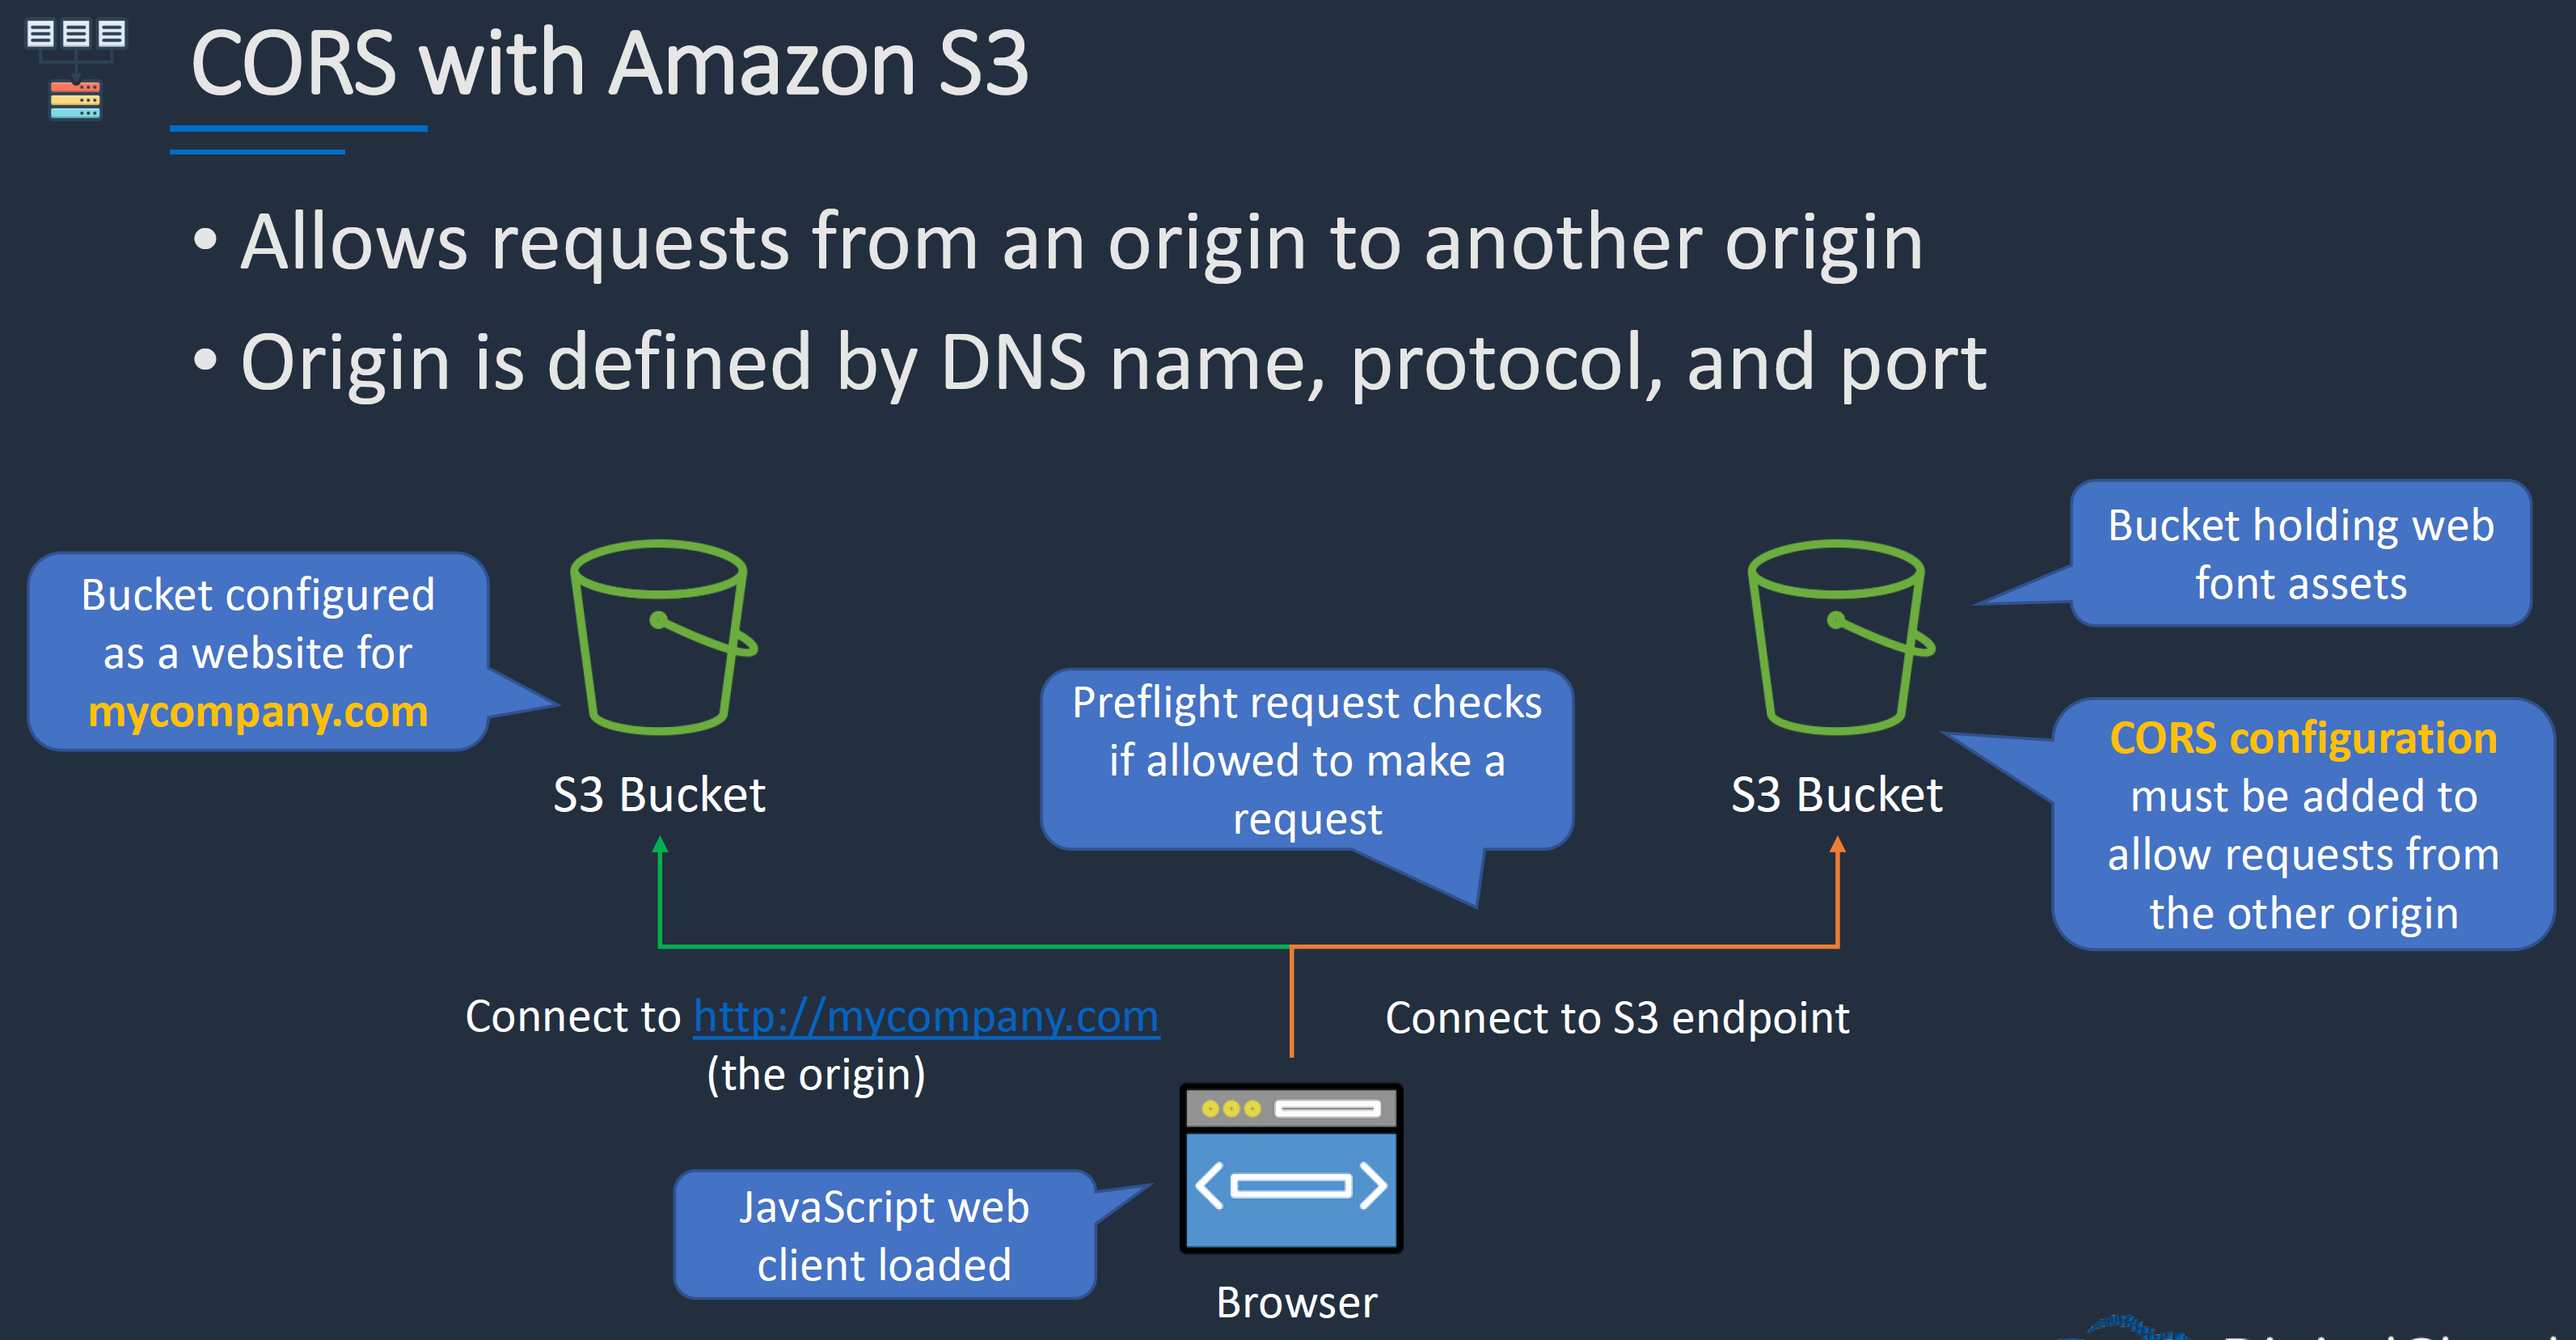 CORS with Amazon S3
• Allows requests from an origin to another origin
• Origin is defined by DNS name, protocol, and port
Bucket configured
as a website for
mycompany.com
S3 Bucket
Preflight request checks
if allowed to make a
request
S3 Bucket
Bucket holding web
font assets
CORS configuration
must be added to
allow requests from
the other origin
Connect to http://mycompany.com
(the origin)
Connect to S3 endpoint
JavaScript web
client loaded
Browser